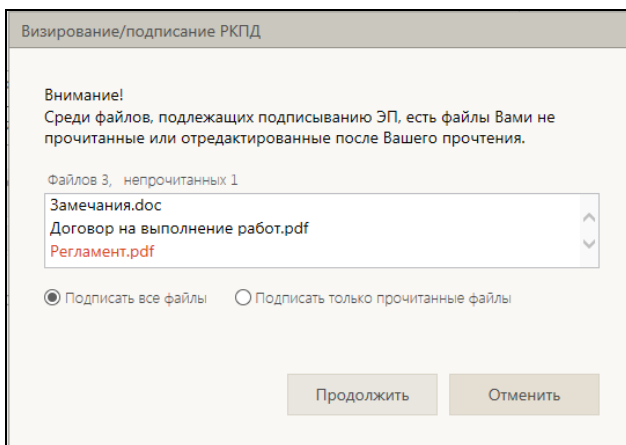 Визирование/подписание РКПД
Внимание!
Среди файлов, подлежащих подписыванию ЭП, есть файлы Вами не
прочитанные или отредактированные после Вашего прочтения.
Файлов 3, непрочитанных 1
Замечания.doc
Договор на выполнение работ.pdf
Регламент.pdf
Подписать все файлы Подписать только прочитанные файлы
Продолжить Отменить